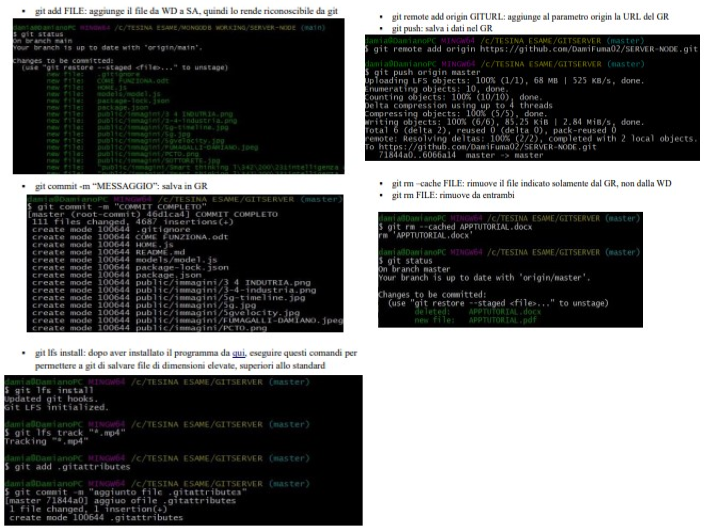 git add FILE: aggiunge il file da WD a SA, quindi lo rende riconoscibile da git
damia@DamianoPC MINGW64 /c/TESINA ESAME/MONGODB WORKING/SERVER-NODE (main)
$ git status
On branch main
Your branch is up to date with 'origin/main'.
Changes to be committed:
(use "git restore --staged <file>..." to unstage)
new file: .gitignore
new file: COME FUNZIONA.odt
new file: HOME.js
new file: models/model.js
new file: package-lock.json
new file: package.json
new file: public/immagini/3 4 INDUTRIA.png
new file: public/immagini/3-4-industria.png
new file: public/immagini/5g-timeline.jpg
new file: public/immagini/5g.jpg
new file: public/immagini/5gvelocity.jpg
new file: public/immagini/FUMAGALLI-DAMIANO.jpeg
new file: public/immagini/PCTO.png
new file: public/immagini/
new file: public/immagini/
git commit -m “MESSAGGIO”: salva in GR
damia@DamianoPC MINGW64 /c/TESINA ESAME/GITSERVER (master)
$ git commit -m "COMMIT COMPLETO"
[master (root-commit) 46d1ca4] COMMIT COMPLETO
111 files changed, 4687 insertions(+)
create mode 100644 .gitignore
create mode 100644 COME FUNZIONA.odt
create mode 100644 HOME.js
create mode 100644 README.md
create mode 100644 models/model.js
create mode 100644 package-lock.json
create mode 100644 package.json
create mode 100644 public/immagini/3 4 INDUTRIA.png
create mode 100644 public/immagini/3-4-industria.png
create mode 100644 public/immagini/5g-timeline.jpg
create mode 100644 public/immagini/5g.jpg
create mode 100644 public/immagini/5gvelocity.jpg
create mode 100644 public/immagini/FUMAGALLI-DAMIANO.jpeg
create mode 100644 public/immagini/PCTO.png
git lfs install: dopo aver installato il programma da qui, eseguire questi comandi per
permettere a git di salvare file di dimensioni elevate, superiori allo standard
damia@DamianoPC MINGW64 /c/TESINA ESAME/GITSERVER (master)
$ git lfs install
Updated git hooks.
Git LFS initialized.
damia@DamianoPC MINGW64 /c/TESINA ESAME/GITSERVER (master)
$ git lfs track "*.mp4"
Tracking "*.mp4"
damia@DamianoPC MINGW64 /c/TESINA ESAME/GITSERVER (master)
$ git add .gitattributes
damia@DamianoPC MINGW64 /c/TESINA ESAME/GITSERVER (master)
$ git commit -m "aggiunto file .gitattributes"
[master 71844a0] aggiuo ofile .gitattributes
1 file changed, 1 insertion(+)
create mode 100644 .gitattributes
git remote add origin GITURL: aggiunge al parametro origin la URL del GR
git push: salva i dati nel GR
damia@DamianoPC MINGW64 /c/TESINA ESAME/GITSERVER (master)
$ git remote add origin https://github.com/DamiFuma02/SERVER-NODE.git
damia@DamianoPC MINGW64 /c/TESINA ESAME/GITSERVER (master)
$ git push origin master
Uploading LFS objects: 100% (1/1), 68 MB | 525 KB/s, done.
Enumerating objects: 10, done.
Counting objects: 100% (10/10), done.
Delta compression using up to 4 threads
Compressing objects: 100% (5/5), done.
Writing objects: 100% (6/6), 85.25 KiB | 2.84 MiB/s, done.
Total 6 (delta 2), reused 0 (delta 0), pack-reused 0
remote: Resolving deltas: 100% (2/2), completed with 2 local objects.
To https://github.com/DamiFuma02/SERVER-NODE.git
71844a0..6066a14 master -> master
git rm –cache FILE: rimuove il file indicato solamente dal GR, non dalla WD
git rm FILE: rimuove da entrambi
damia@DamianoPC MINGW64 /c/TESINA ESAME/GITSERVER (master)
$ git rm --cached APPTUTORIAL.docx
rm 'APPTUTORIAL.docx'
damia@DamianoPC MINGW64 /c/TESINA ESAME/GITSERVER (master)
$ git status
On branch master
Your branch is up to date with 'origin/master'.
Changes to be committed:
(use "git restore --staged <file>..." to unstage)
deleted: APPTUTORIAL.docx
new file: APPTUTORIAL.pdf